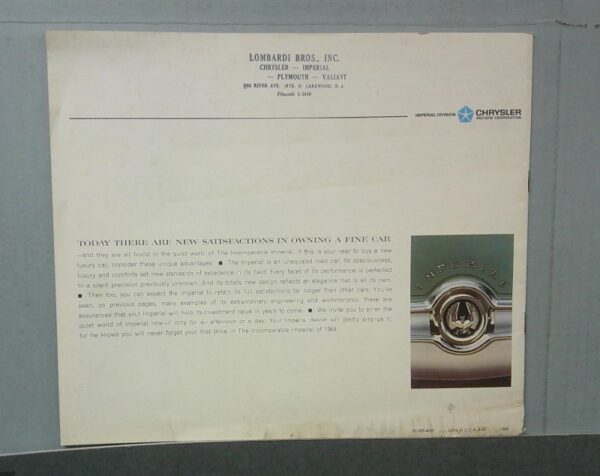 LOMBARDI BROS., INC.
CHRYSLER — IMPERIAL
— PLYMOUTH — VALIANT
RIVER AVE. LAKEWOOD, N. J.
IMPERIAL DIVISION CHRYSLER
MOTORS CORPORATION
TODAY THERE ARE NEW SATISFACTIONS IN OWNING A FINE CAR
—and they are all found in the quiet world of The Incomparable Imperial. If this is your year to buy a new
luxury car, consider these unique advantages: ■ The Imperial is an unequaled road car. Its spaciousness,
luxury and comforts set new standards of excellence in its field. Every facet of its performance is perfected
to a silent precision previously unknown. And its totally new design reflects an elegance that is all its own.
■ Then too, you can expect the Imperial to retain its full satisfactions far longer than other cars. You've
seen, on previous pages, many examples of its extraordinary engineering and workmanship; these are
assurances that your Imperial will hold its investment value in years to come. ■ We invite you to enter the
quiet world of Imperial now—if only for an afternoon or a day. Your Imperial dealer will gladly arrange it;
for he knows you will never forget your first drive in The Incomparable Imperial of 1964.
IMPERIAL